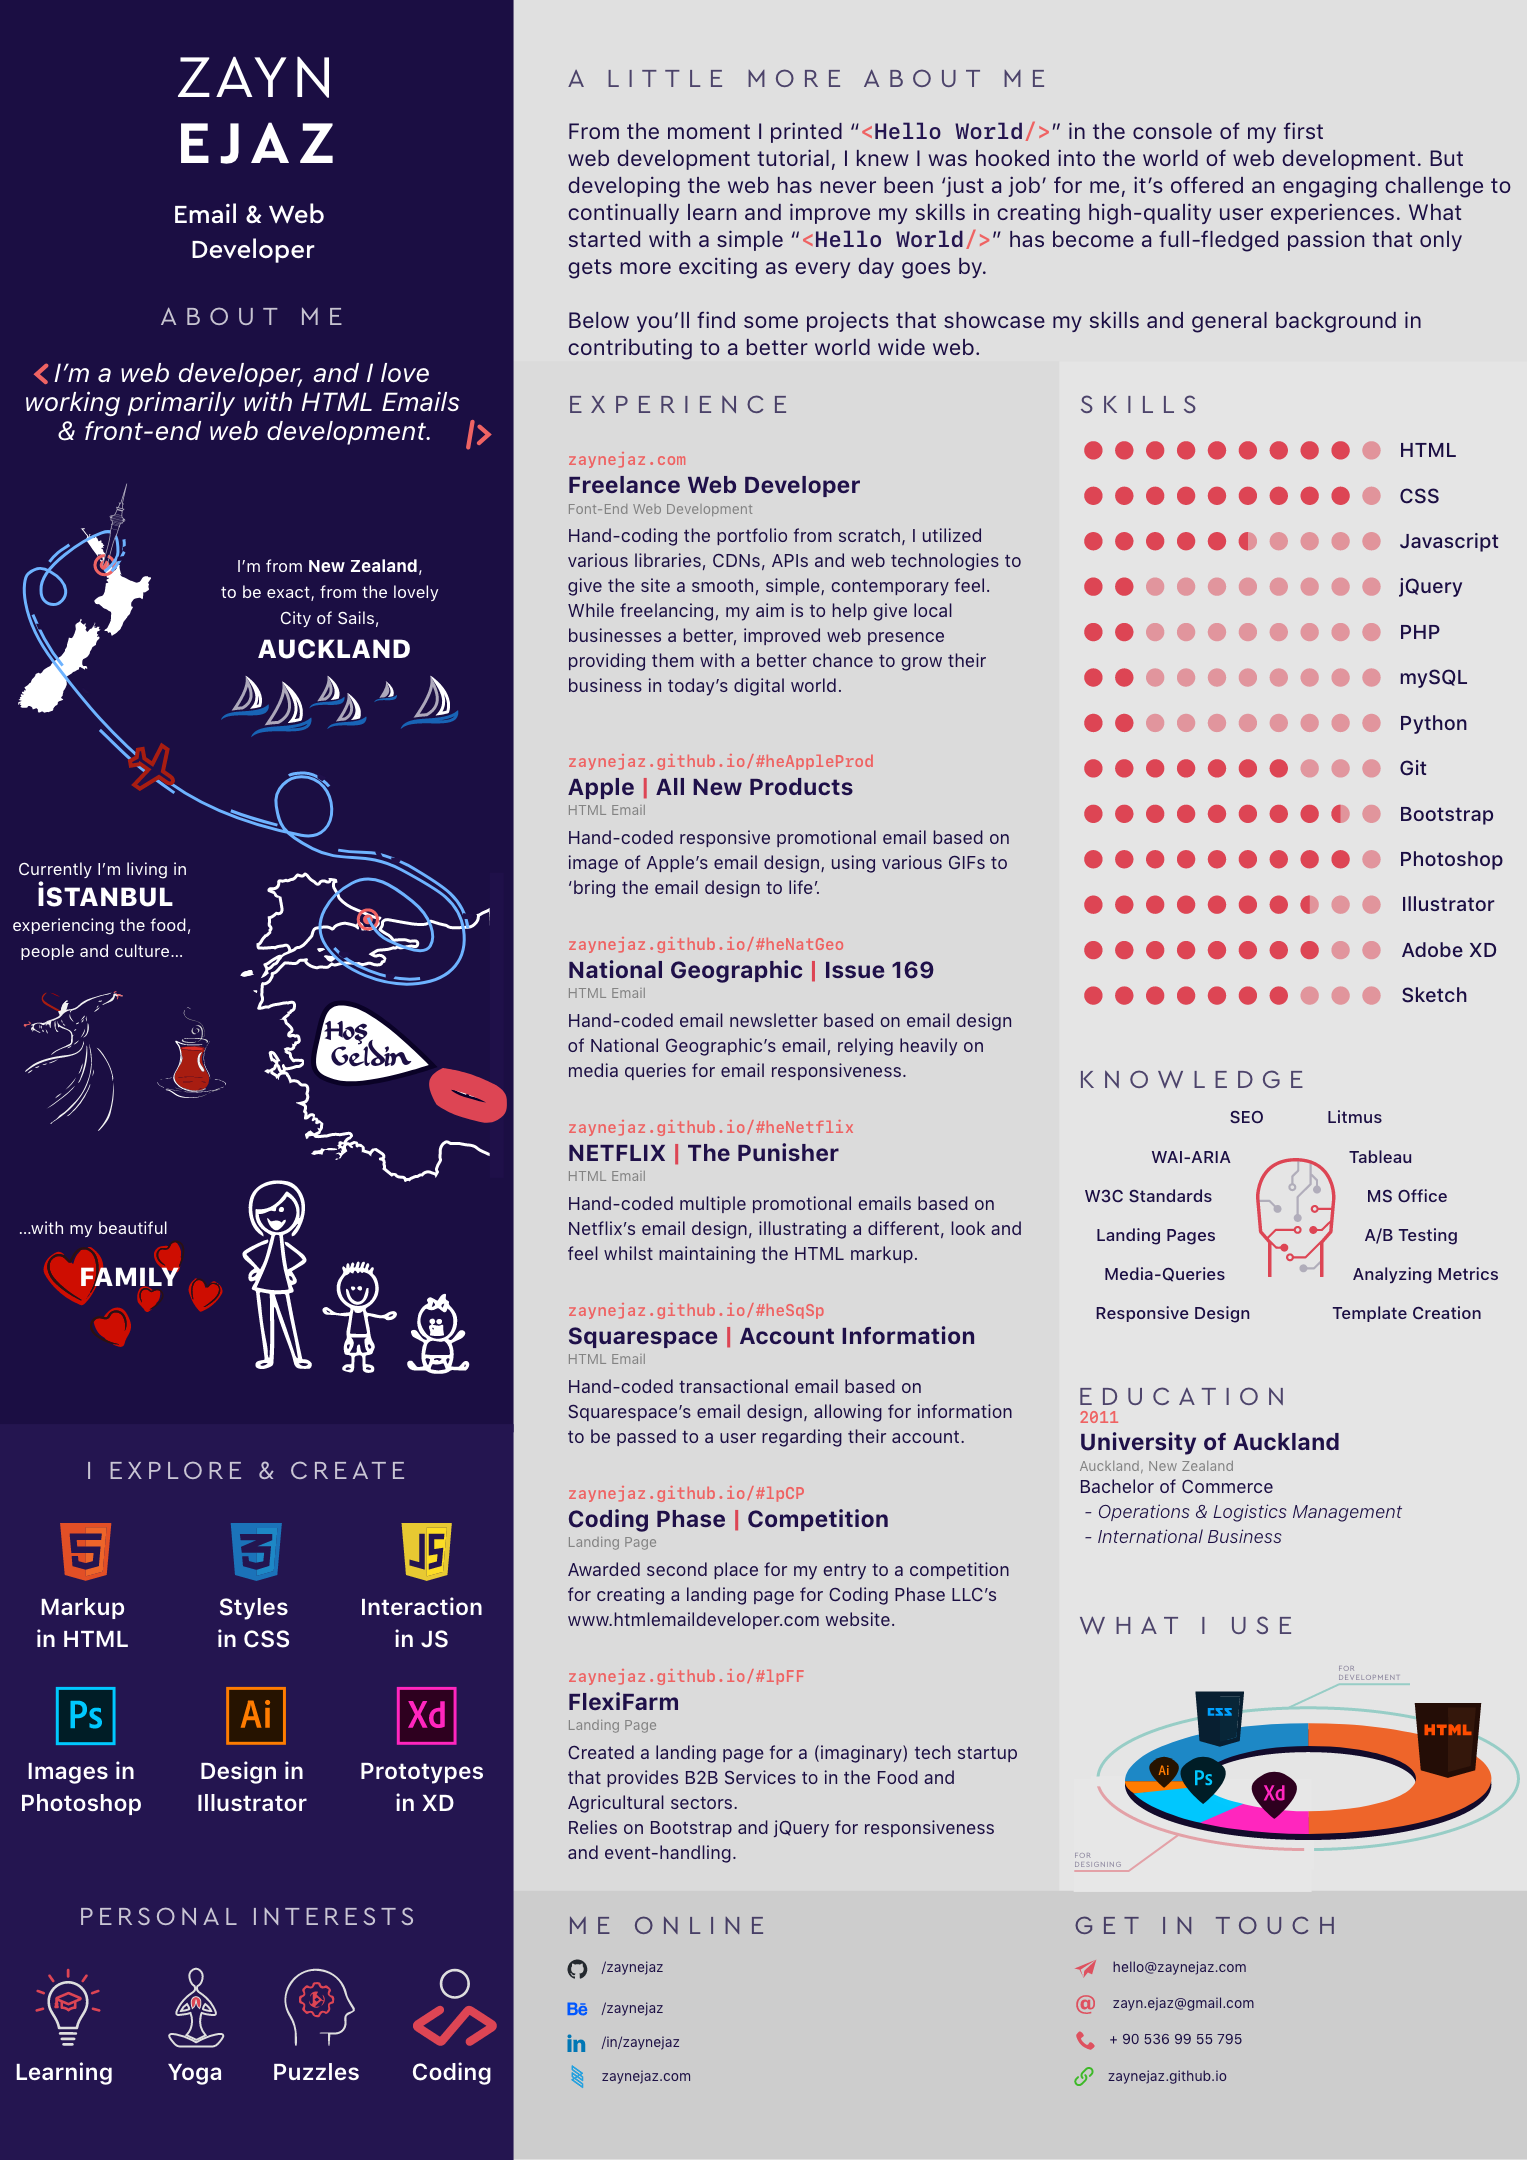 ZAYN
EJAZ
Email & Web
Developer
ABOUT ME
<I’m a web developer, and I love
working primarily with HTML Emails
& front-end web development. />
I’m from New Zealand,
to be exact, from the lovely
City of Sails,
AUCKLAND
Currently I’m living in
İSTANBUL
experiencing the food,
people and culture...
Hoş
Geldin
...with my beautiful
FAMILY
I EXPLORE & CREATE
Markup
in HTML
Styles
in CSS
JS
Interaction
in JS
Ps
Images in
Photoshop
Ai
Design in
Illustrator
Xd
Prototypes
in XD
PERSONAL INTERESTS
Learning
Yoga
Puzzles
Coding
A LITTLE MORE ABOUT ME
From the moment I printed “<Hello World/>” in the console of my first
web development tutorial, I knew I was hooked into the world of web development. But
developing the web has never been ‘just a job’ for me, it’s offered an engaging challenge to
continually learn and improve my skills in creating high-quality user experiences. What
started with a simple “<Hello World/>” has become a full-fledged passion that only
gets more exciting as every day goes by.
Below you’ll find some projects that showcase my skills and general background in
contributing to a better world wide web.
EXPERIENCE
zaynejaz.com
Freelance Web Developer
Font-End Web Development
Hand-coding the portfolio from scratch, I utilized
various libraries, CDNs, APIs and web technologies to
give the site a smooth, simple, contemporary feel.
While freelancing, my aim is to help give local
businesses a better, improved web presence
providing them with a better chance to grow their
business in today’s digital world.
zaynejaz.github.io/#heAppleProd
Apple | All New Products
HTML Email
Hand-coded responsive promotional email based on
image of Apple’s email design, using various GIFs to
‘bring the email design to life’.
zaynejaz.github.io/#heNatGeo
National Geographic | Issue 169
HTML Email
Hand-coded email newsletter based on email design
of National Geographic’s email, relying heavily on
media queries for email responsiveness.
zaynejaz.github.io/#heNetflix
NETFLIX | The Punisher
HTML Email
Hand-coded multiple promotional emails based on
Netflix’s email design, illustrating a different, look and
feel whilst maintaining the HTML markup.
zaynejaz.github.io/#heSqSp
Squarespace | Account Information
HTML Email
Hand-coded transactional email based on
Squarespace’s email design, allowing for information
to be passed to a user regarding their account.
zaynejaz.github.io/#lpCP
Coding Phase | Competition
Landing Page
Awarded second place for my entry to a competition
for creating a landing page for Coding Phase LLC’s
www.htmlemaildeveloper.com website.
zaynejaz.github.io/#lpFF
FlexiFarm
Landing Page
Created a landing page for a (imaginary) tech startup
that provides B2B Services to in the Food and
Agricultural sectors.
Relies on Bootstrap and jQuery for responsiveness
and event-handling.
SKILLS
HTML
CSS
Javascript
jQuery
PHP
mySQL
Python
Git
Bootstrap
Photoshop
Illustrator
Adobe XD
Sketch
KNOWLEDGE
SEO
Litmus
WAI-ARIA
Tableau
W3C Standards
MS Office
Landing Pages
A/B Testing
Media-Queries
Analyzing Metrics
Responsive Design
Template Creation
EDUCATION
2011
University of Auckland
Auckland, New Zealand
Bachelor of Commerce
- Operations & Logistics Management
- International Business
WHAT I USE
FOR
DEVELOPMENT
CSS
HTML
Ai
Ps
Xd
FOR
DESIGNING
ME ONLINE
/zaynejaz
Bē /zaynejaz
in /in/zaynejaz
zaynejaz.com
GET IN TOUCH
hello@zaynejaz.com
@ zayn.ejaz@gmail.com
+ 90 536 99 55 795
zaynejaz.github.io